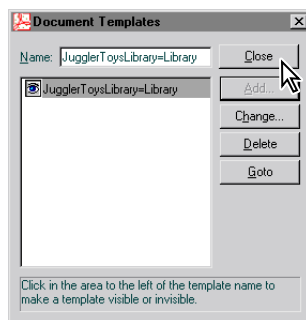 Document Templates
Name: JugglerToysLibrary=Library
Close
JugglerToysLibrary=Library
Add...
Change...
Delete
Goto
Click in the area to the left of the template name to
make a template visible or invisible.